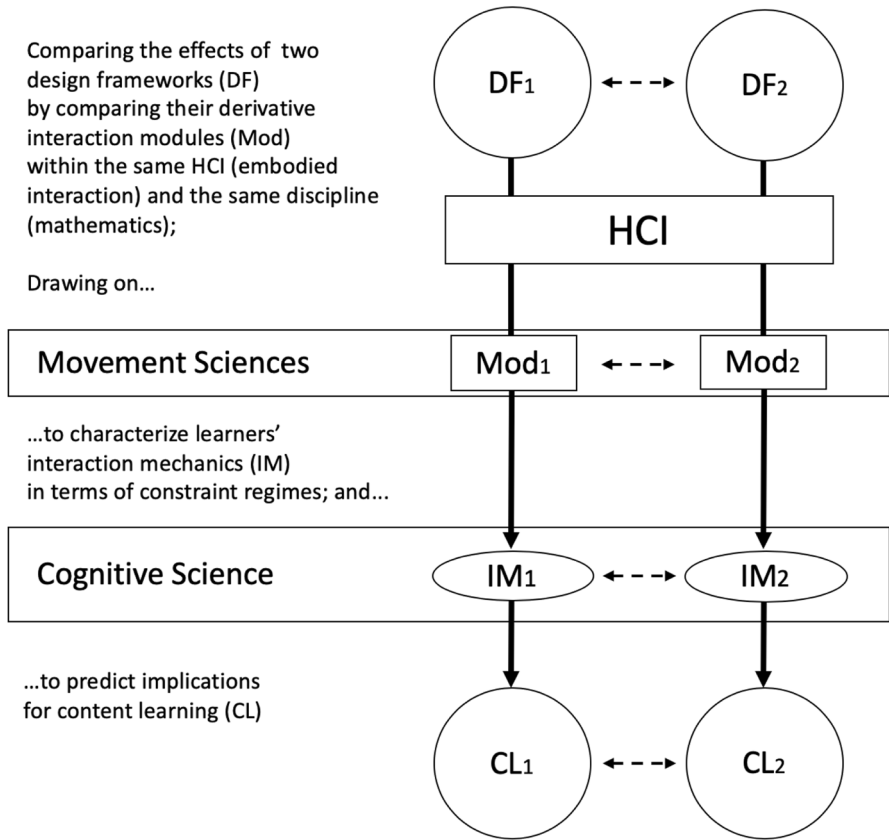 Comparing the effects of two
design frameworks (DF)
by comparing their derivative
interaction modules (Mod)
within the same HCI (embodied
interaction) and the same discipline
(mathematics);
DF1
DF2
HCI
Drawing on...
Movement Sciences
Mod1
Mod2
...to characterize learners’
interaction mechanics (IM)
in terms of constraint regimes; and...
Cognitive Science
IM1
IM2
...to predict implications
for content learning (CL)
CL1
CL2